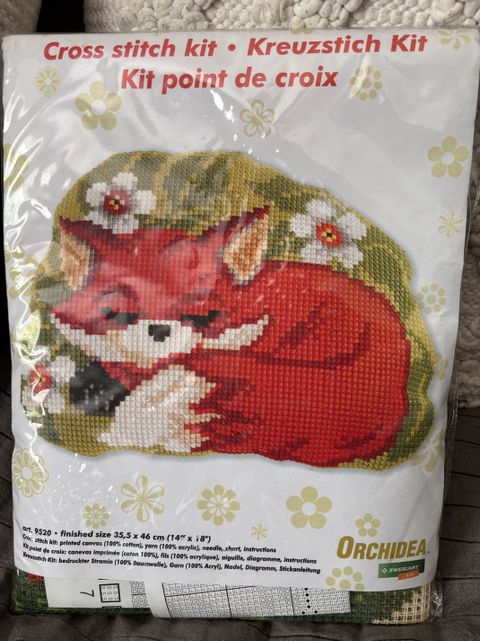 Cross stitch kit • Kreuzstich Kit
Kit point de croix
art. 9520 • finished size 35,5 x 46 cm (14" x 18")
Cross stitch kit: printed canvas (100% cotton), yarn (100% acrylic), needle, chart, instructions
Kit point de croix: canevas imprimée (coton 100%), fils (100% acrylique), aiguille, diagramme, instructions
Kreuzstich Kit: bedruckter Stramin (100% Baumwolle), Garn (100% Acryl), Nadel, Diagramm, Stickanleitung
ORCHIDEA
ZWEIGART
7